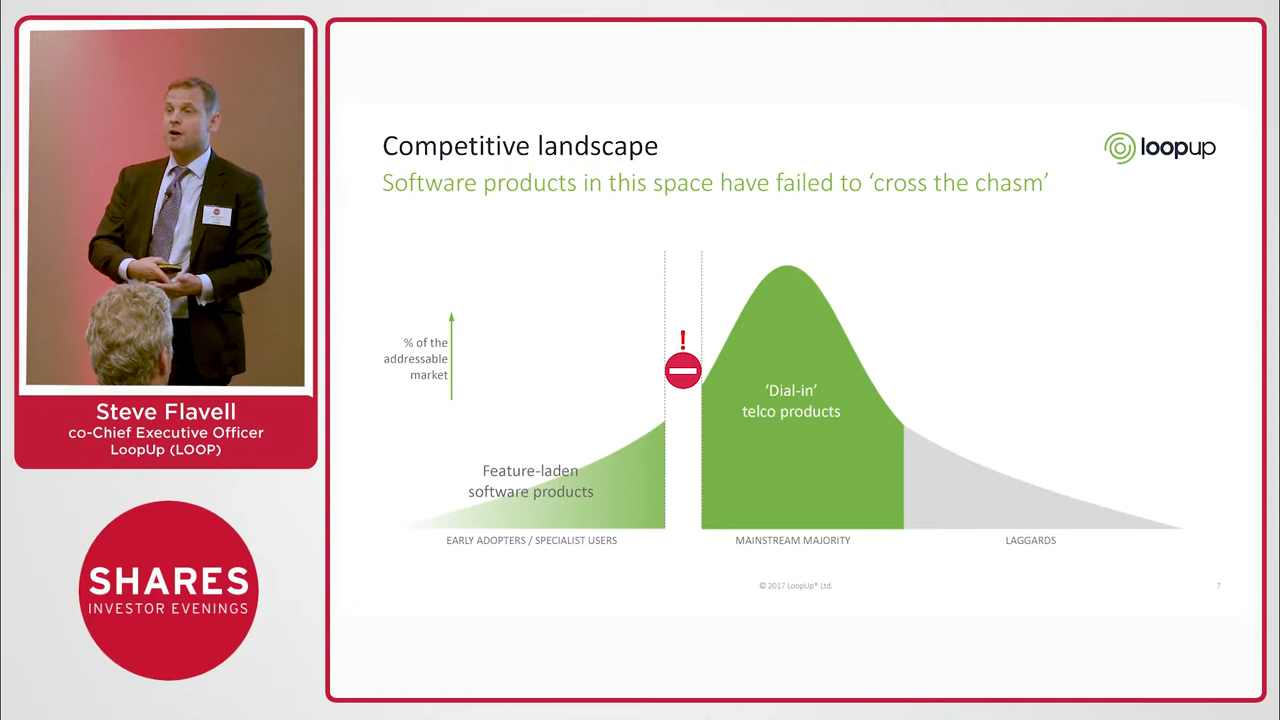 Steve Flavell
co-Chief Executive Officer
LoopUp (LOOP)
SHARES
INVESTOR EVENINGS
Competitive landscape
loopup
Software products in this space have failed to ‘cross the chasm’
% of the
addressable
market
!
‘Dial-in’
telco products
Feature-laden
software products
EARLY ADOPTERS / SPECIALIST USERS
MAINSTREAM MAJORITY
LAGGARDS
© 2017 LoopUp® Ltd.
7